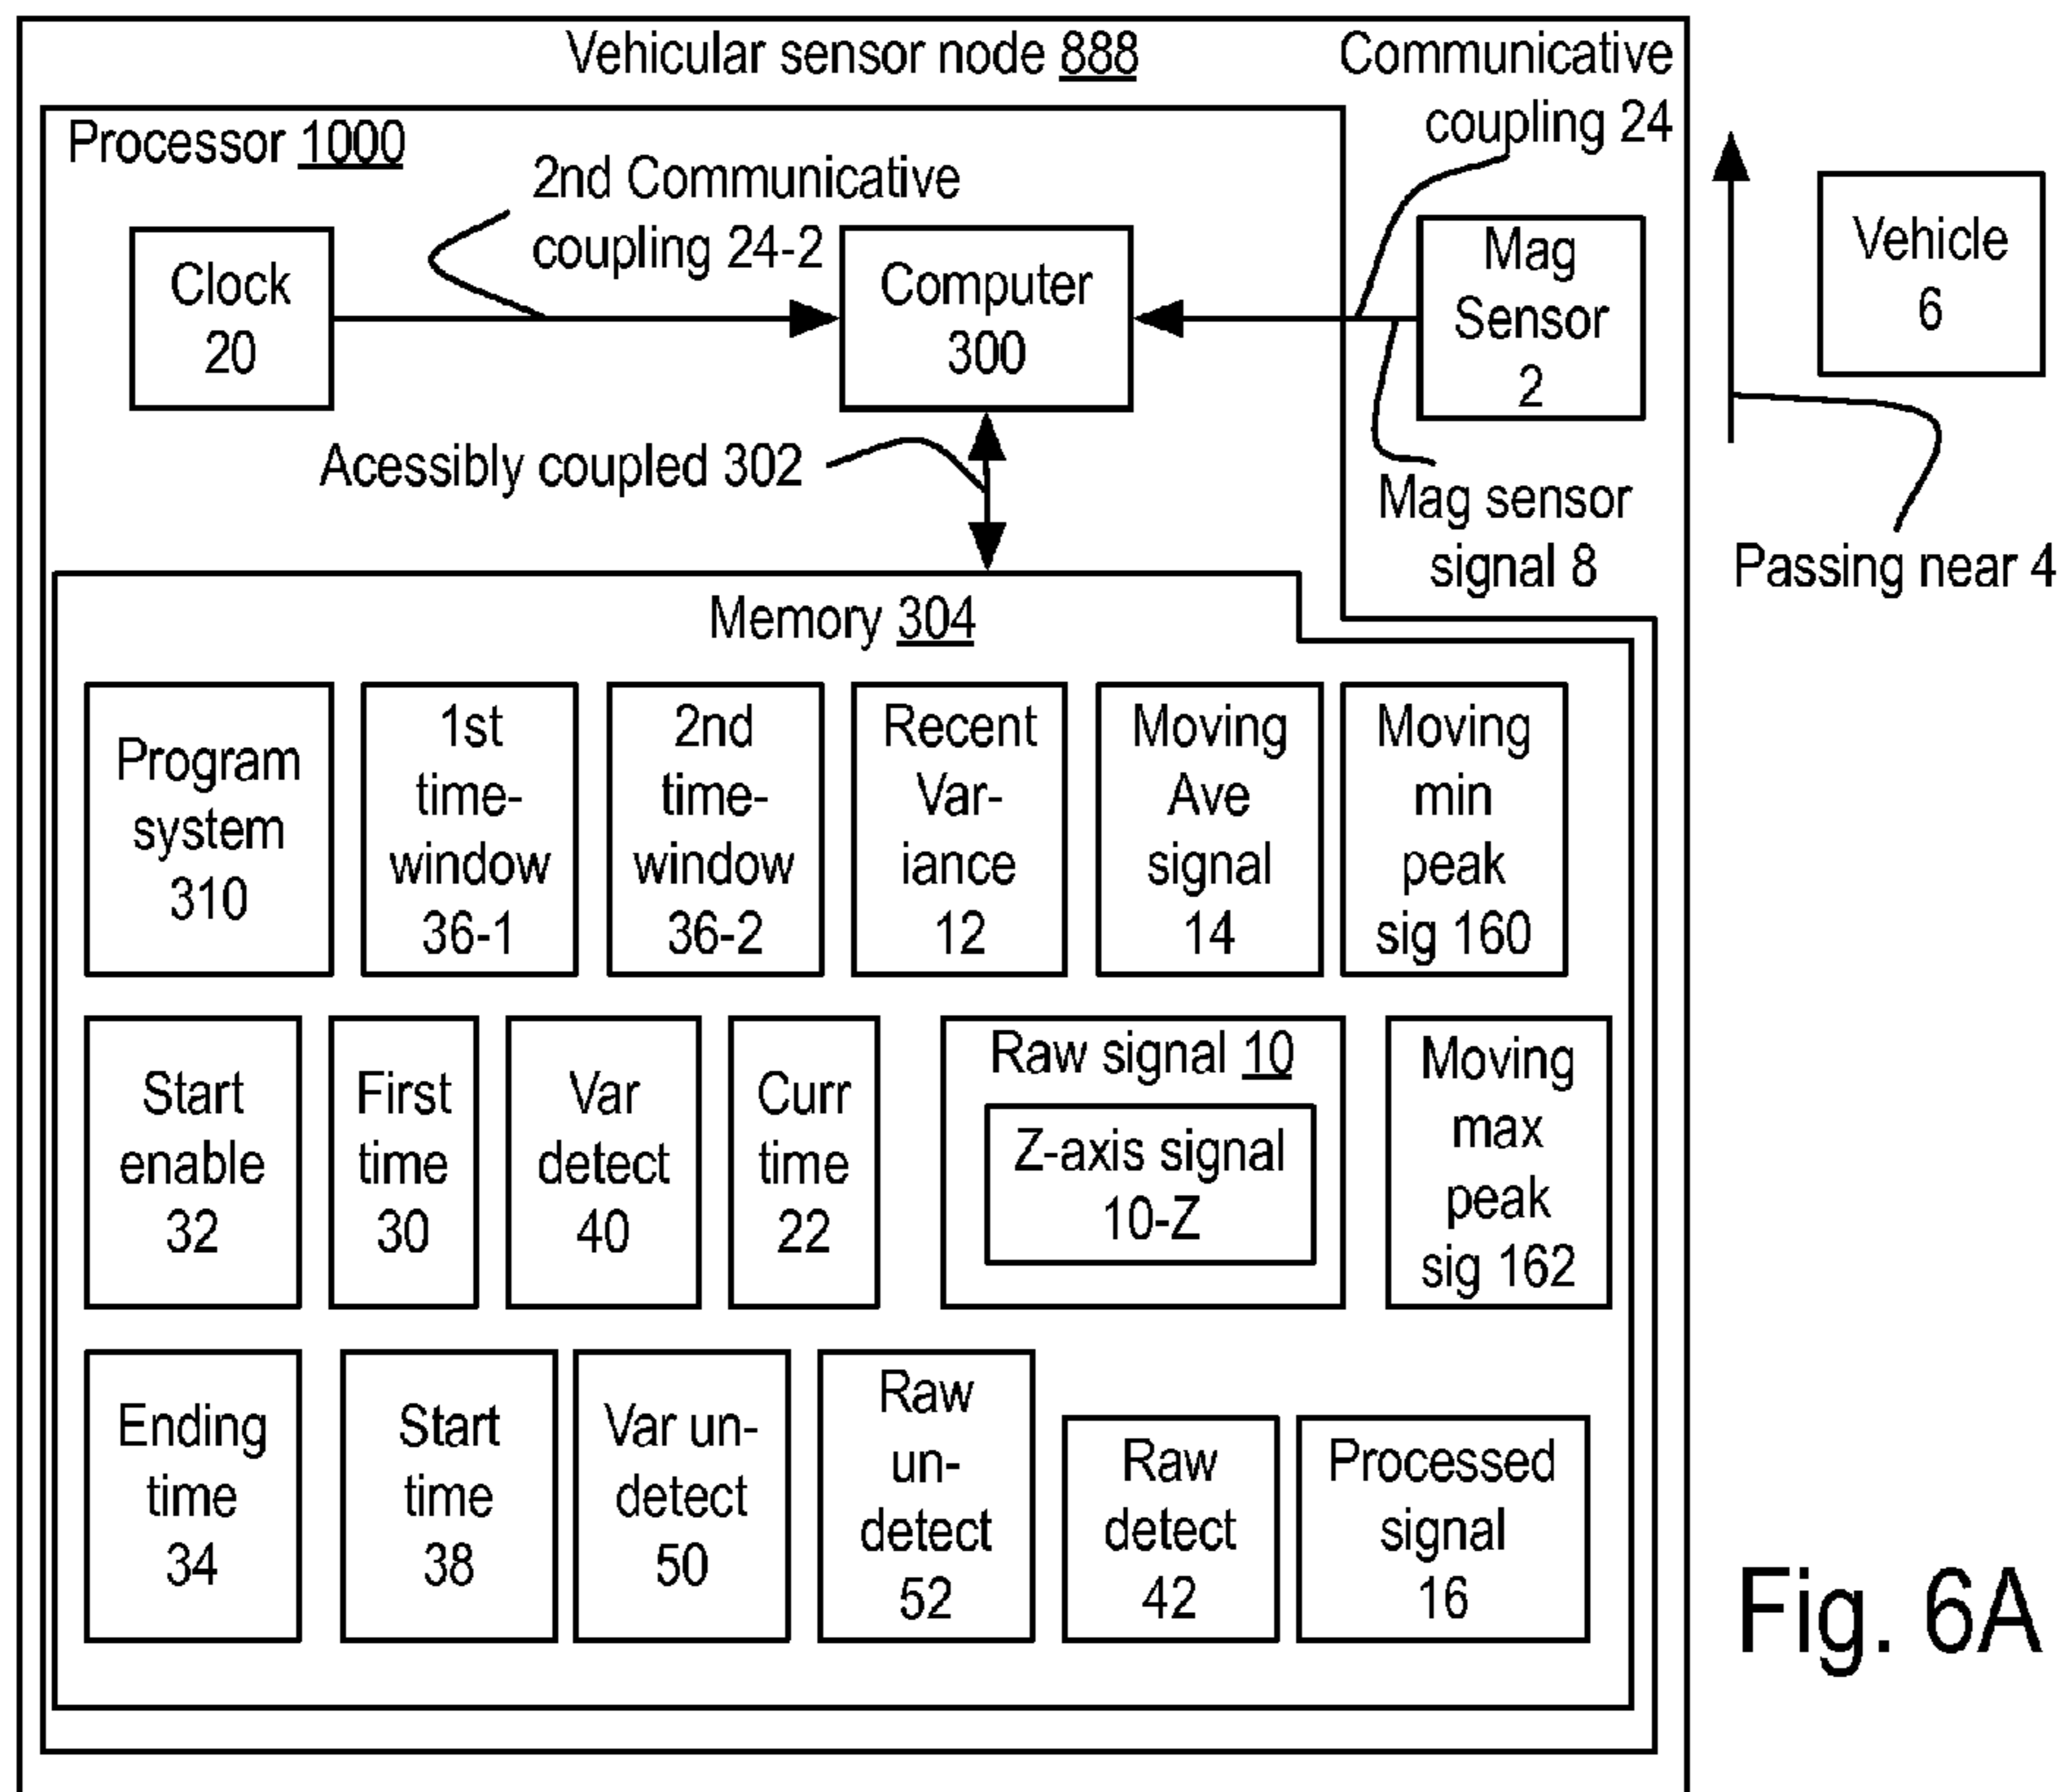 Vehicular sensor node 888
Communicative
coupling 24
Processor 1000
2nd Communicative
coupling 24-2
Clock
20
Computer
300
Mag
Sensor
2
Vehicle
6
Acessibly coupled 302
Mag sensor
signal 8
Passing near 4
Memory 304
Program
system
310
1st
time-
window
36-1
2nd
time-
window
36-2
Recent
Var-
iance
12
Moving
Ave
signal
14
Moving
min
peak
sig 160
Start
enable
32
First
time
30
Var
detect
40
Curr
time
22
Raw signal 10
Z-axis signal
10-Z
Moving
max
peak
sig 162
Ending
time
34
Start
time
38
Var un-
detect
50
Raw
un-
detect
52
Raw
detect
42
Processed
signal
16
Fig. 6A